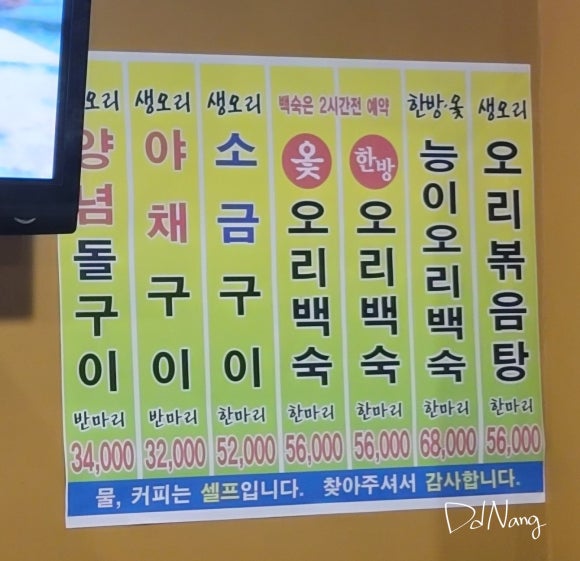 오리
양념돌구이
반마리
34,000
생오리
야채구이
반마리
32,000
생오리
소금구이
한마리
52,000
백숙은 2시간전 예약
옻
오리백숙
한마리
56,000
한방
오리백숙
한마리
56,000
한방·옻
능이오리백숙
한마리
68,000
생오리
오리볶음탕
한마리
56,000
물, 커피는 셀프입니다. 찾아주셔서 감사합니다.
DdNang